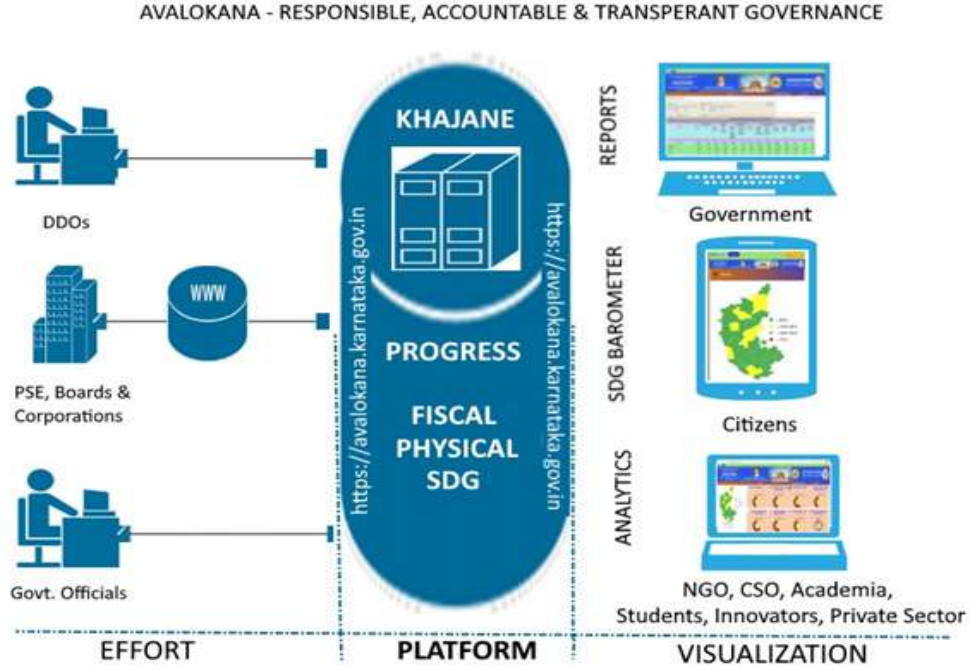 AVALOKANA - RESPONSIBLE, ACCOUNTABLE & TRANSPERANT GOVERNANCE
DDOs
WWW
PSE, Boards &
Corporations
Govt. Officials
EFFORT
KHAJANE
https://avalokana.karnataka.gov.in
https://avalokana.karnataka.gov.in
PROGRESS
FISCAL
PHYSICAL
SDG
PLATFORM
REPORTS
Government
SDG BAROMETER
Citizens
ANALYTICS
NGO, CSO, Academia,
Students, Innovators, Private Sector
VISUALIZATION